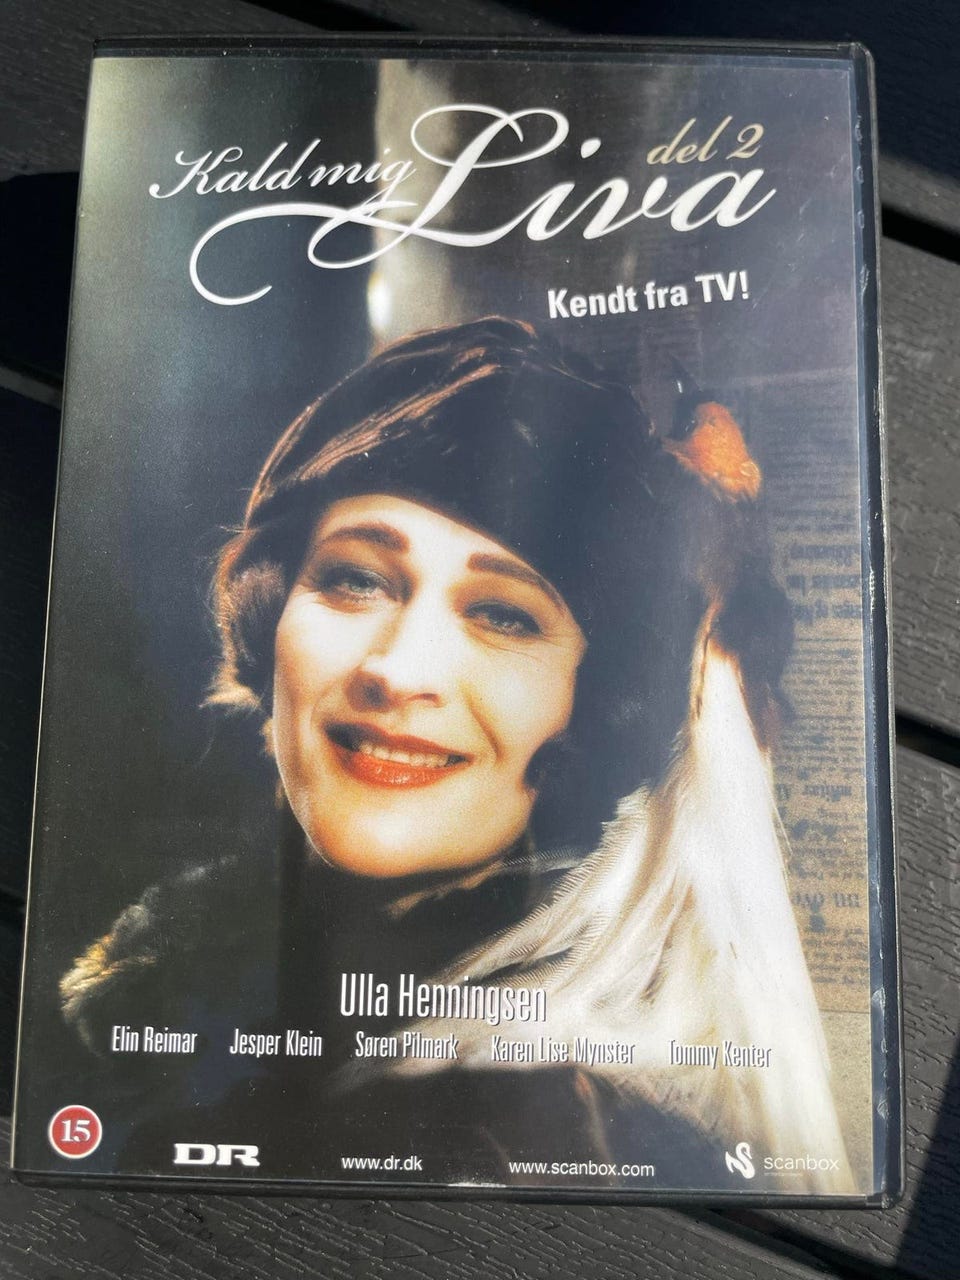 Kald mig Liva del 2
Kendt fra TV!
Ulla Henningsen
Elin Reimar Jesper Klein Søren Pilmark Karen Lise Mynster Tommy Kenter
15 DR www.dr.dk www.scanbox.com scanbox